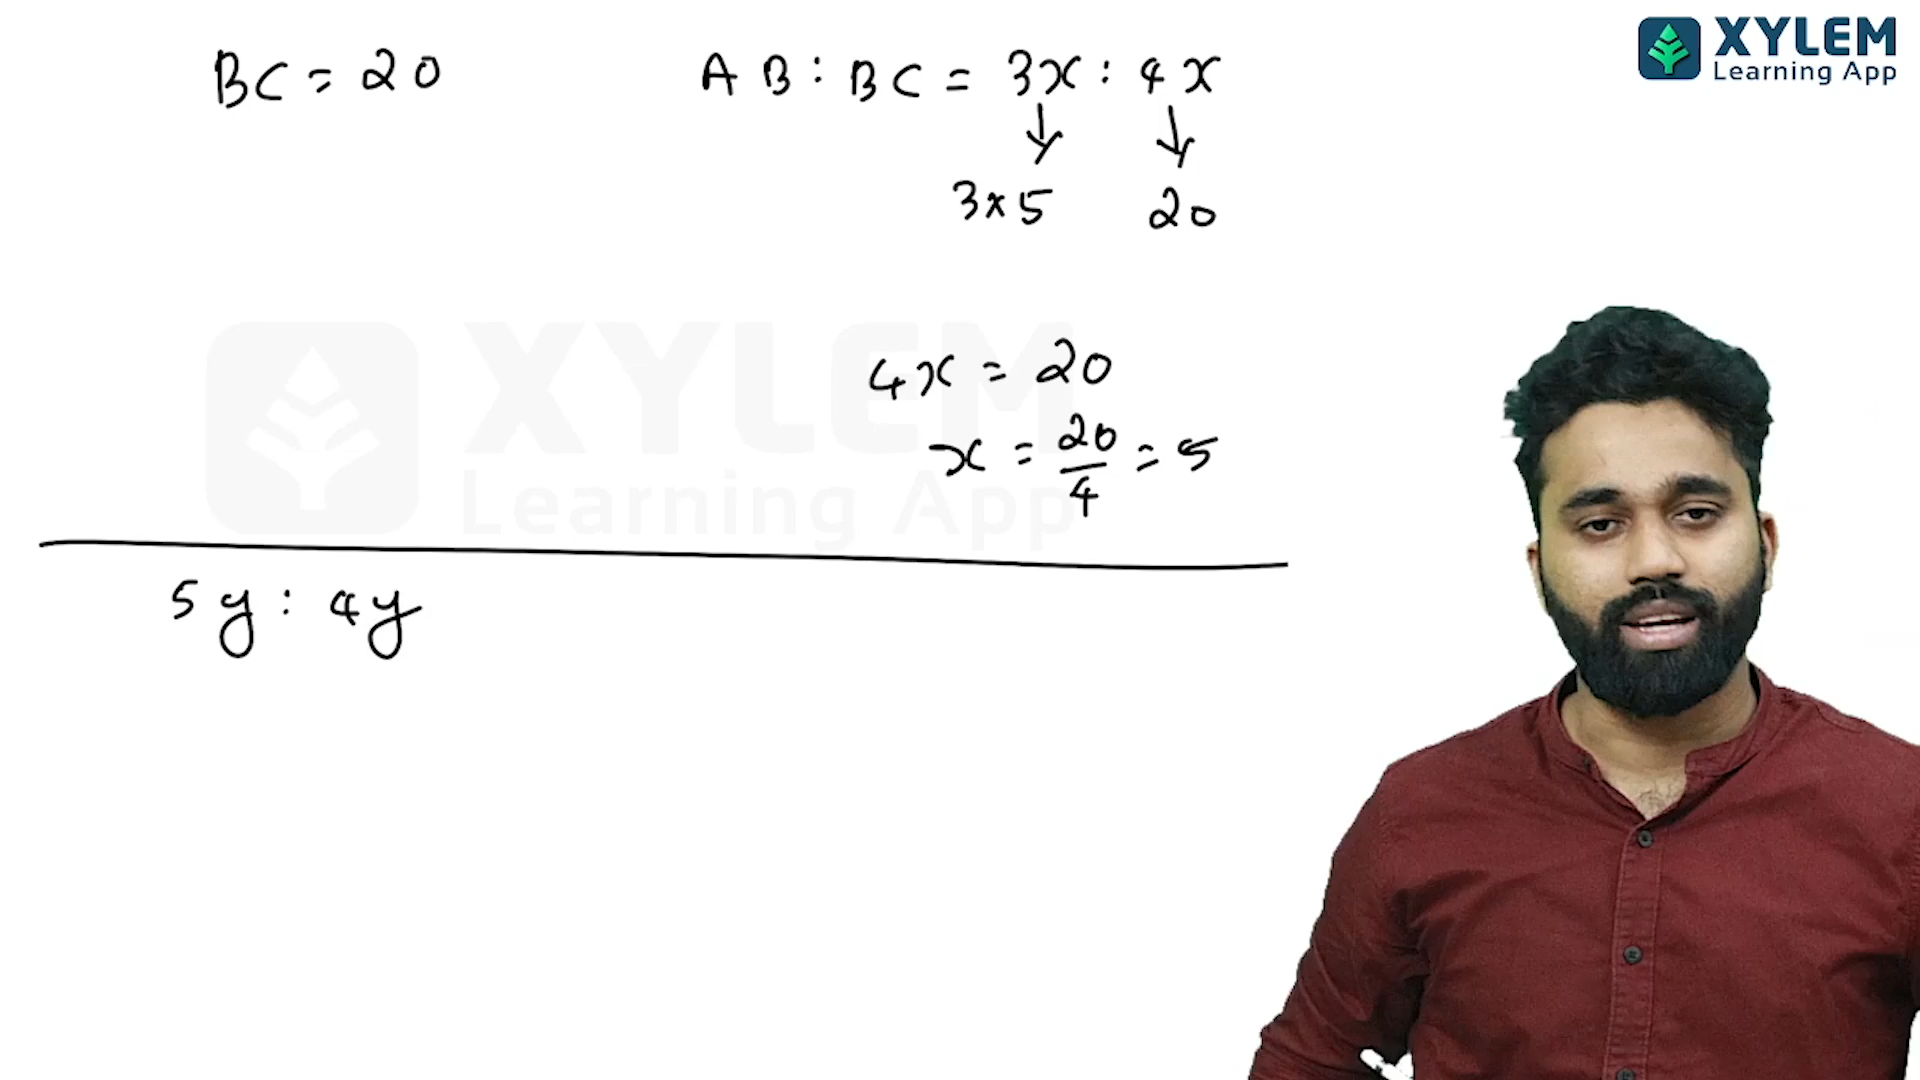 BC = 20
AB : BC = 3x : 4x
↓ ↓
3×5 20
4x = 20
x = 20/4 = 5
5y : 4y
XYLEM
Learning App
XYLEM
Learning App